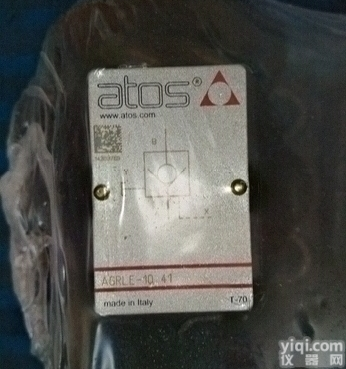 atos®
www.atos.com
B
AGRLE-10 41
made in Italy
T-70
yiqi.com
仪器网